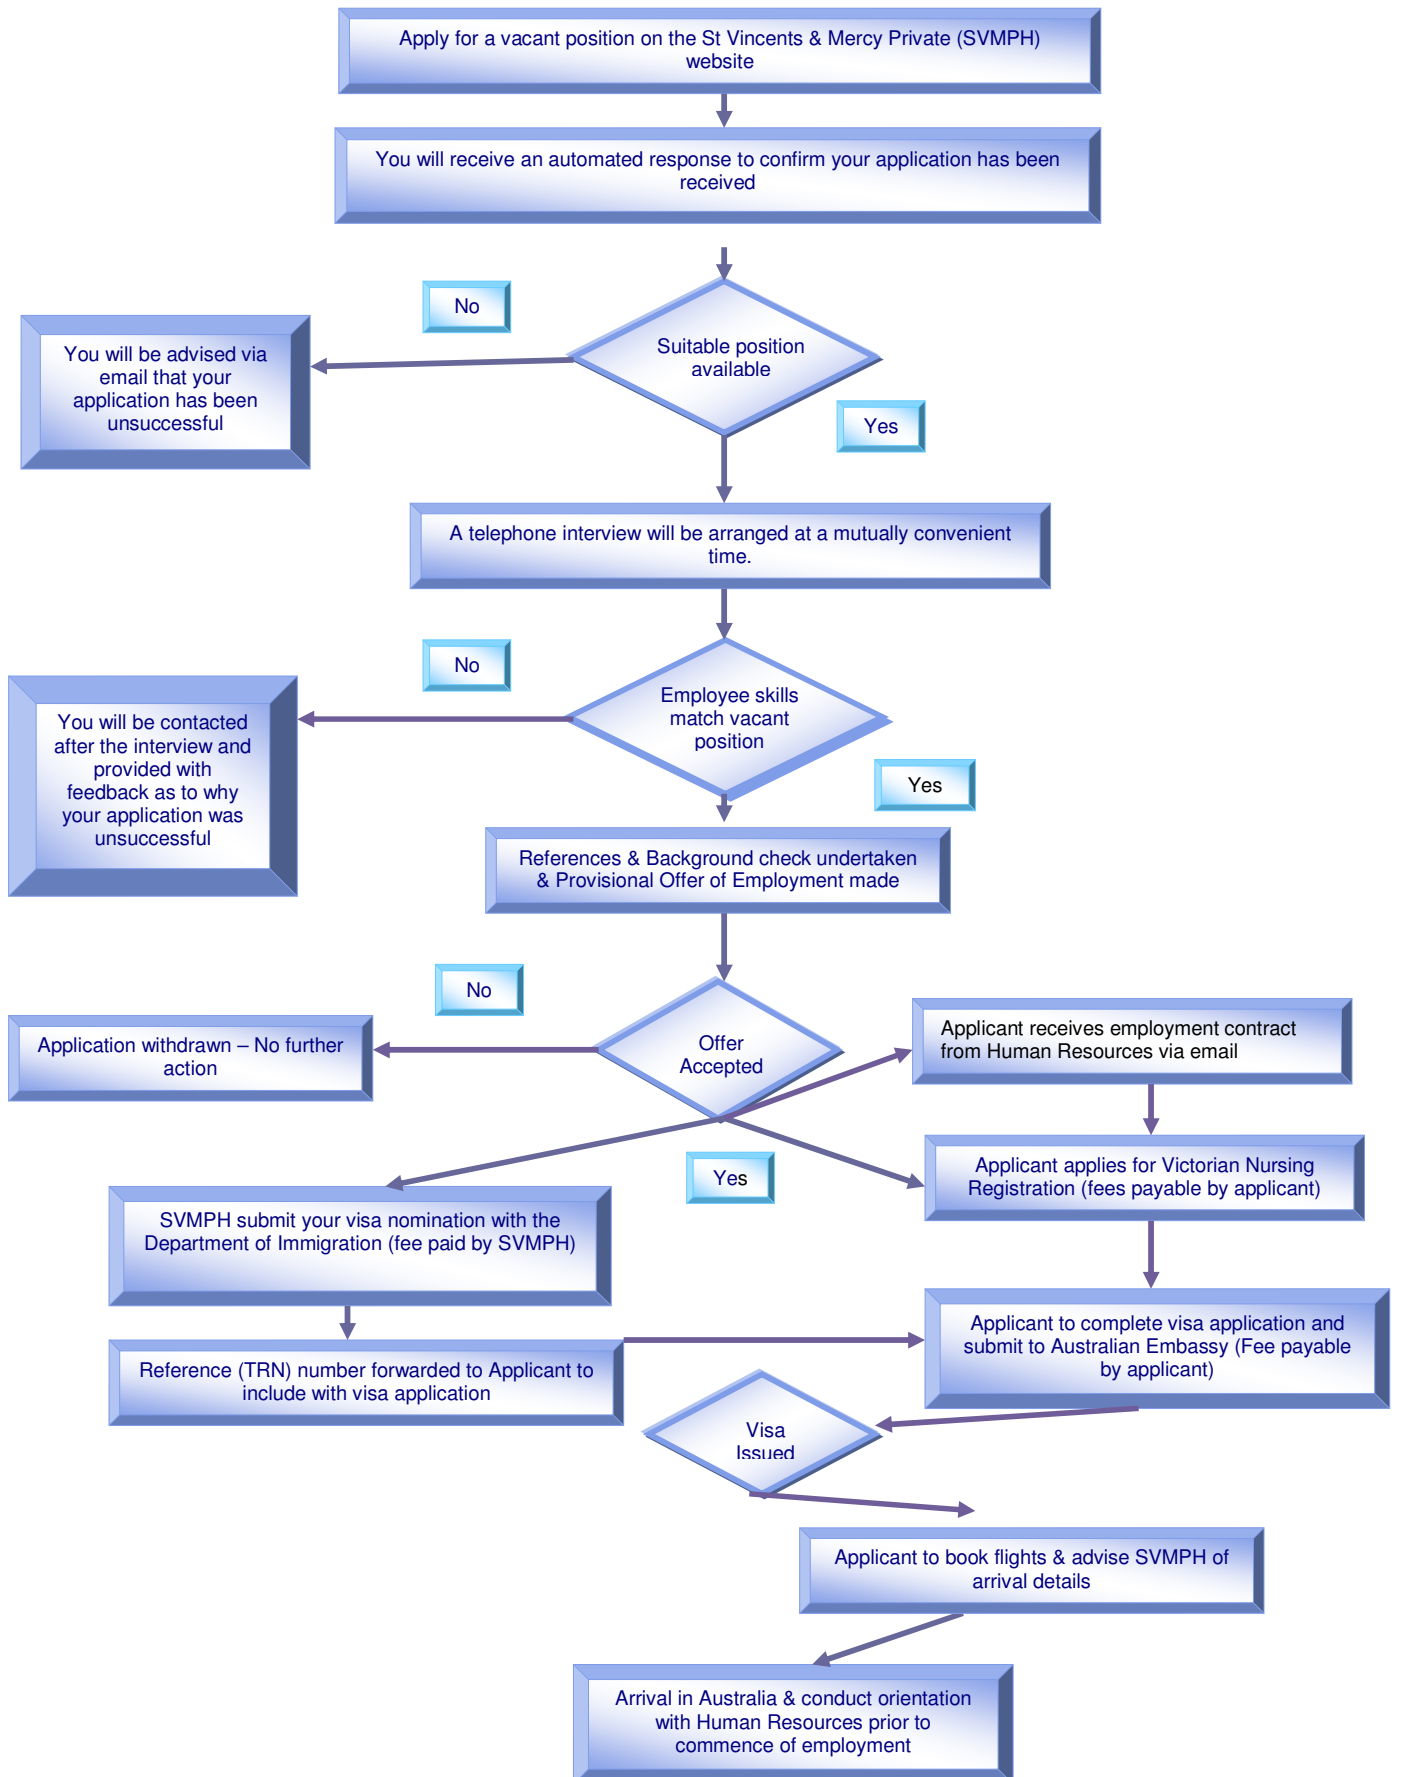 Apply for a vacant position on the St Vincents & Mercy Private (SVMPH)
website
You will receive an automated response to confirm your application has been
received
No
Suitable position
available
You will be advised via
email that your
application has been
unsuccessful
Yes
A telephone interview will be arranged at a mutually convenient
time.
No
Employee skills
match vacant
position
You will be contacted
after the interview and
provided with
feedback as to why
your application was
unsuccessful
Yes
References & Background check undertaken
& Provisional Offer of Employment made
No
Offer
Accepted
Application withdrawn – No further
action
Applicant receives employment contract
from Human Resources via email
Yes
Applicant applies for Victorian Nursing
Registration (fees payable by applicant)
SVMPH submit your visa nomination with the
Department of Immigration (fee paid by SVMPH)
Applicant to complete visa application and
submit to Australian Embassy (Fee payable
by applicant)
Reference (TRN) number forwarded to Applicant to
include with visa application
Visa
Issued
Applicant to book flights & advise SVMPH of
arrival details
Arrival in Australia & conduct orientation
with Human Resources prior to
commence of employment